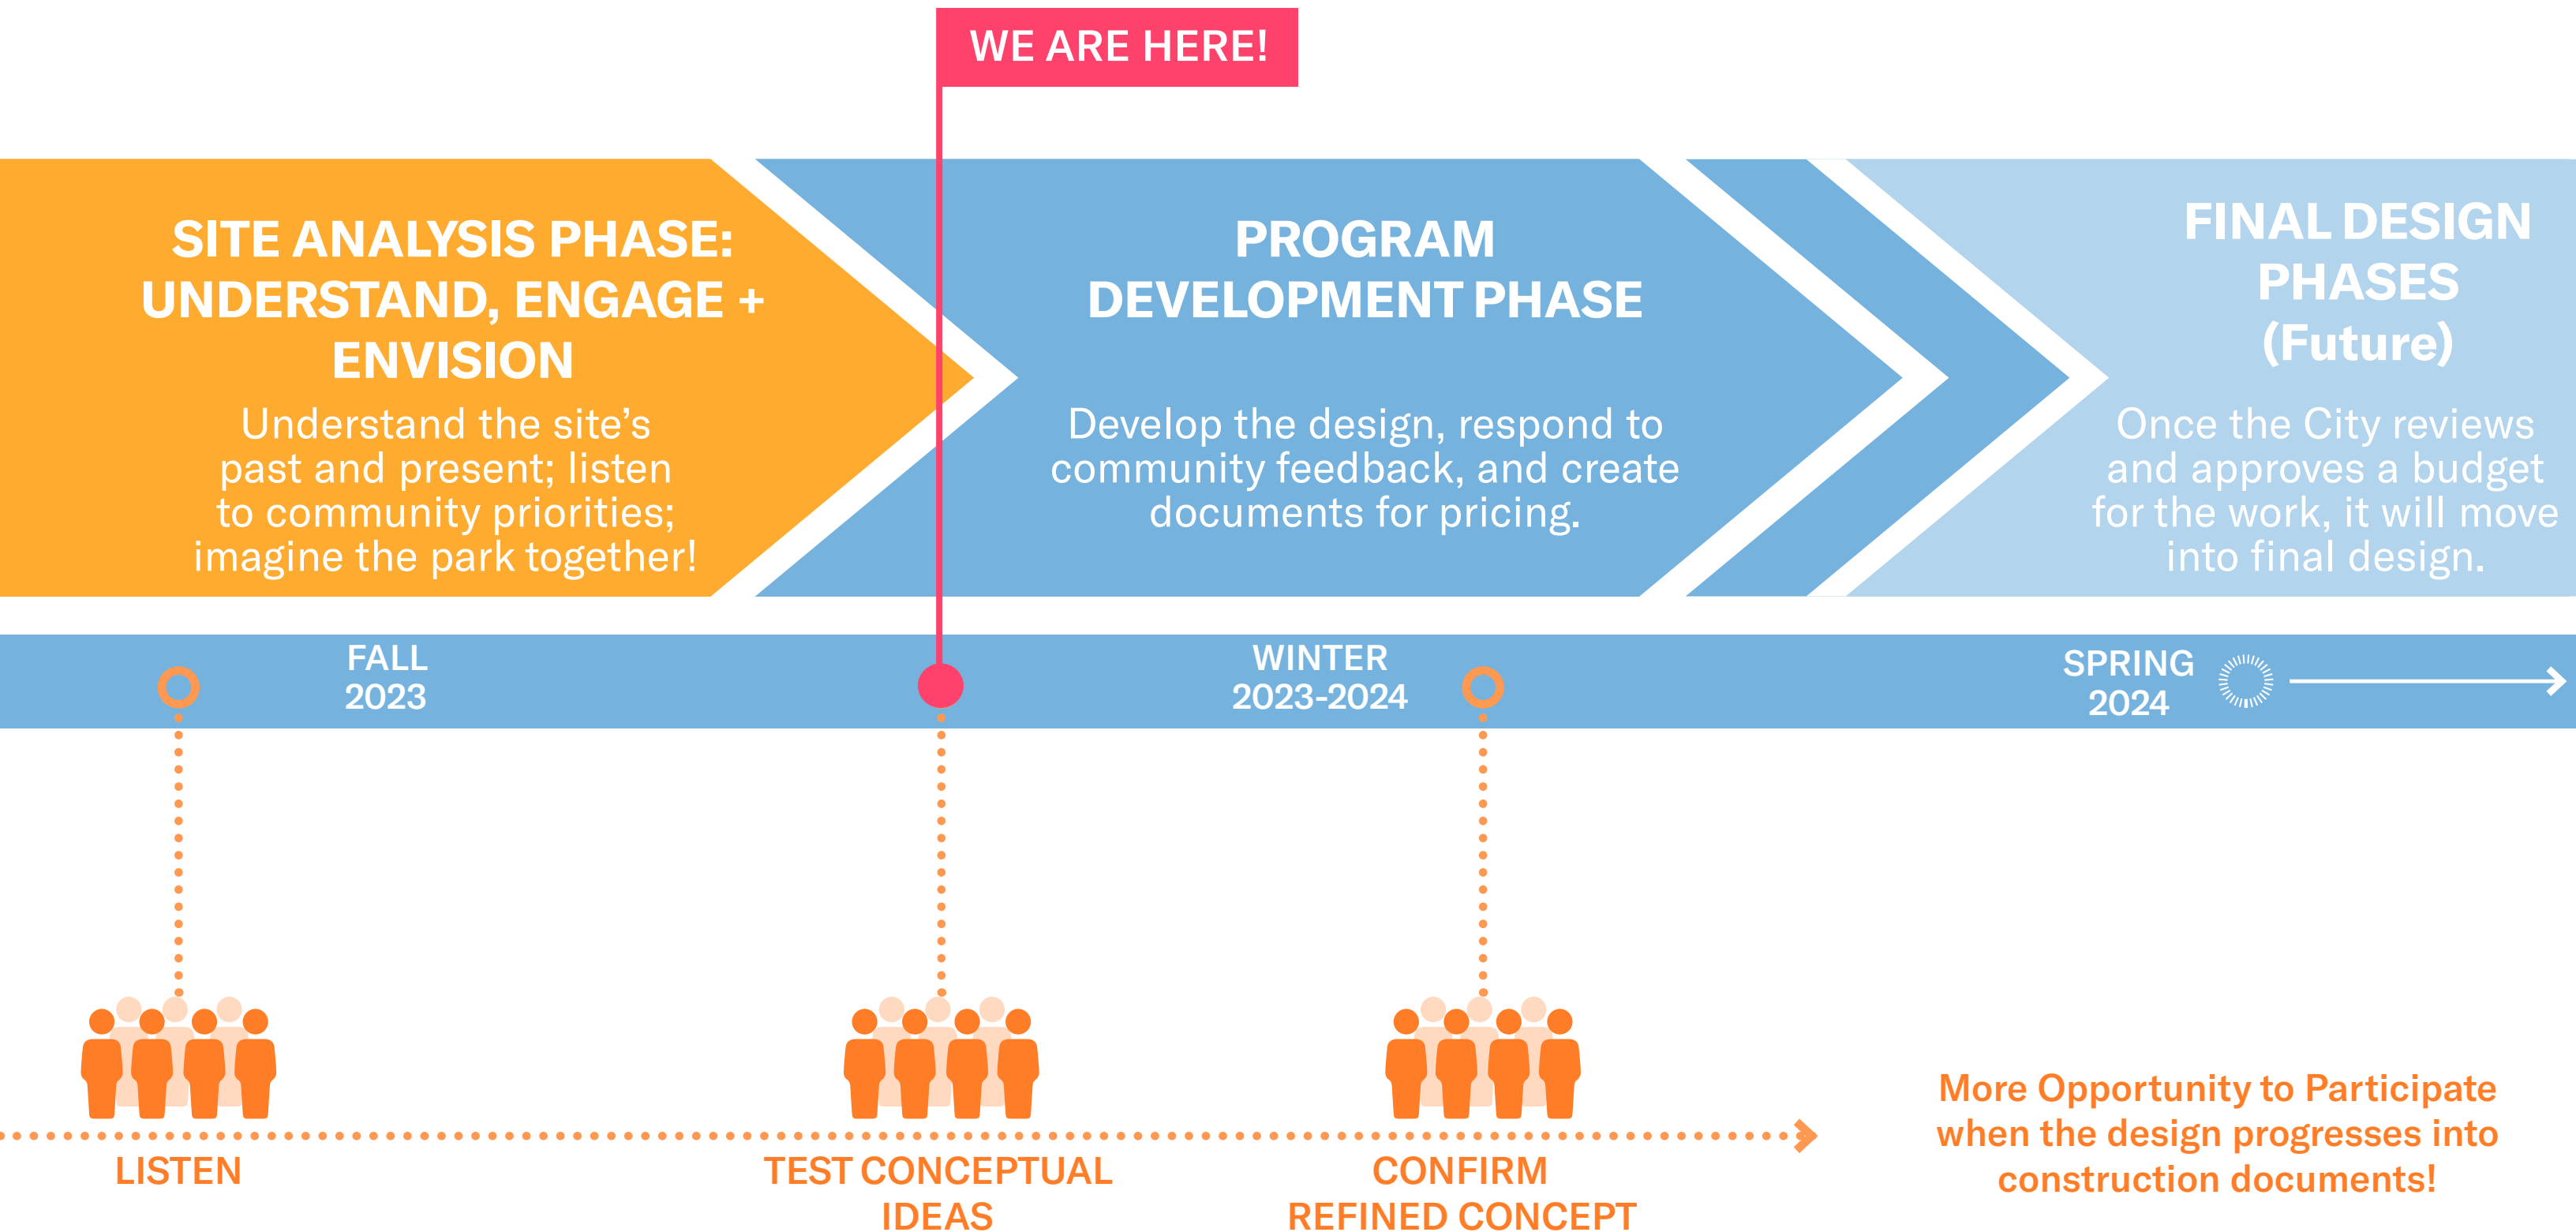 WE ARE HERE!
SITE ANALYSIS PHASE:
UNDERSTAND, ENGAGE +
ENVISION
Understand the site’s
past and present; listen
to community priorities;
imagine the park together!
PROGRAM
DEVELOPMENT PHASE
Develop the design, respond to
community feedback, and create
documents for pricing.
FINAL DESIGN
PHASES
(Future)
Once the City reviews
and approves a budget
for the work, it will move
into final design.
FALL
2023
WINTER
2023-2024
SPRING
2024
LISTEN
TEST CONCEPTUAL
IDEAS
CONFIRM
REFINED CONCEPT
More Opportunity to Participate
when the design progresses into
construction documents!